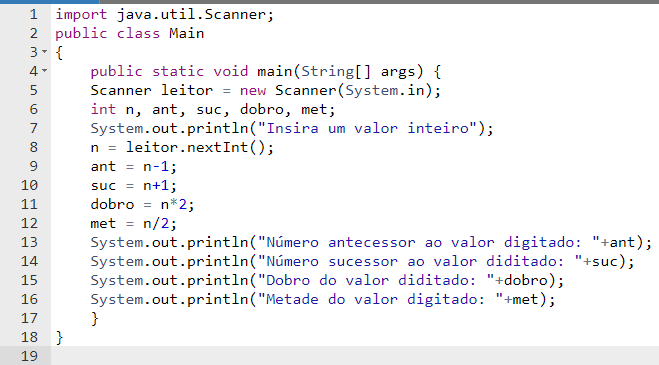 1 import java.util.Scanner;
2 public class Main
3 {
4 public static void main(String[] args) {
5 Scanner leitor = new Scanner(System.in);
6 int n, ant, suc, dobro, met;
7 System.out.println("Insira um valor inteiro");
8 n = leitor.nextInt();
9 ant = n-1;
10 suc = n+1;
11 dobro = n*2;
12 met = n/2;
13 System.out.println("Número antecessor ao valor digitado: "+ant);
14 System.out.println("Número sucessor ao valor diditado: "+suc);
15 System.out.println("Dobro do valor diditado: "+dobro);
16 System.out.println("Metade do valor digitado: "+met);
17 }
18 }
19